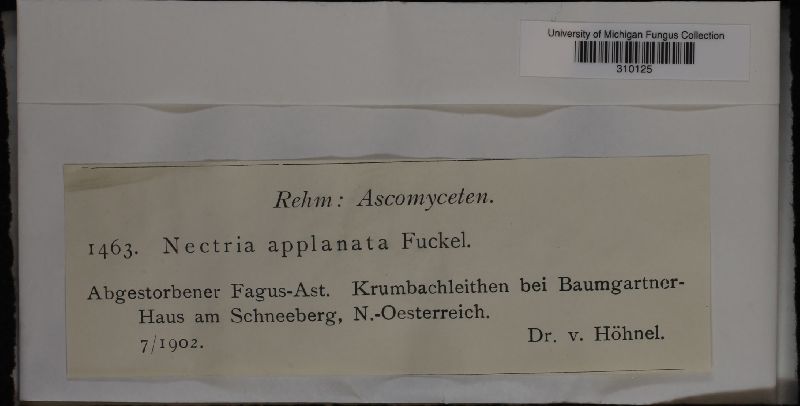 University of Michigan Fungus Collection
310125
Rehm: Ascomyceten.
1463. Nectria applanata Fuckel.
Abgestorbener Fagus-Ast. Krumbachleithen bei Baumgartner-
Haus am Schneeberg, N.-Oesterreich.
7/1902. Dr. v. Höhnel.